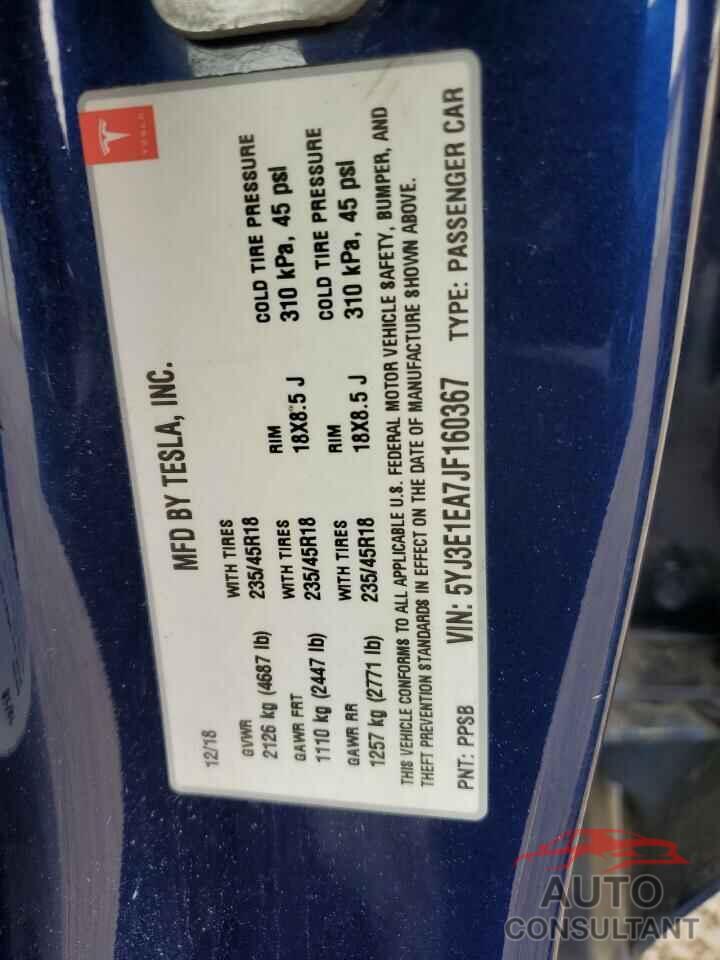 TESLA
MFD BY TESLA, INC.
12/18
GVWR
2126 kg (4687 lb)
WITH TIRES
235/45R18
RIM
18X8.5 J
COLD TIRE PRESSURE
310 kPa, 45 psl
GAWR FRT
1110 kg (2447 lb)
WITH TIRES
235/45R18
RIM
18X8.5 J
COLD TIRE PRESSURE
310 kPa, 45 psl
GAWR RR
1257 kg (2771 lb)
235/45R18
THIS VEHICLE CONFORMS TO ALL APPLICABLE U.S. FEDERAL MOTOR VEHICLE SAFETY, BUMPER, AND
THEFT PREVENTION STANDARDS IN EFFECT ON THE DATE OF MANUFACTURE SHOWN ABOVE.
PNT: PPSB VIN: 5YJ3E1EA7JF160367 TYPE: PASSENGER CAR
AUTO
CONSULTANT